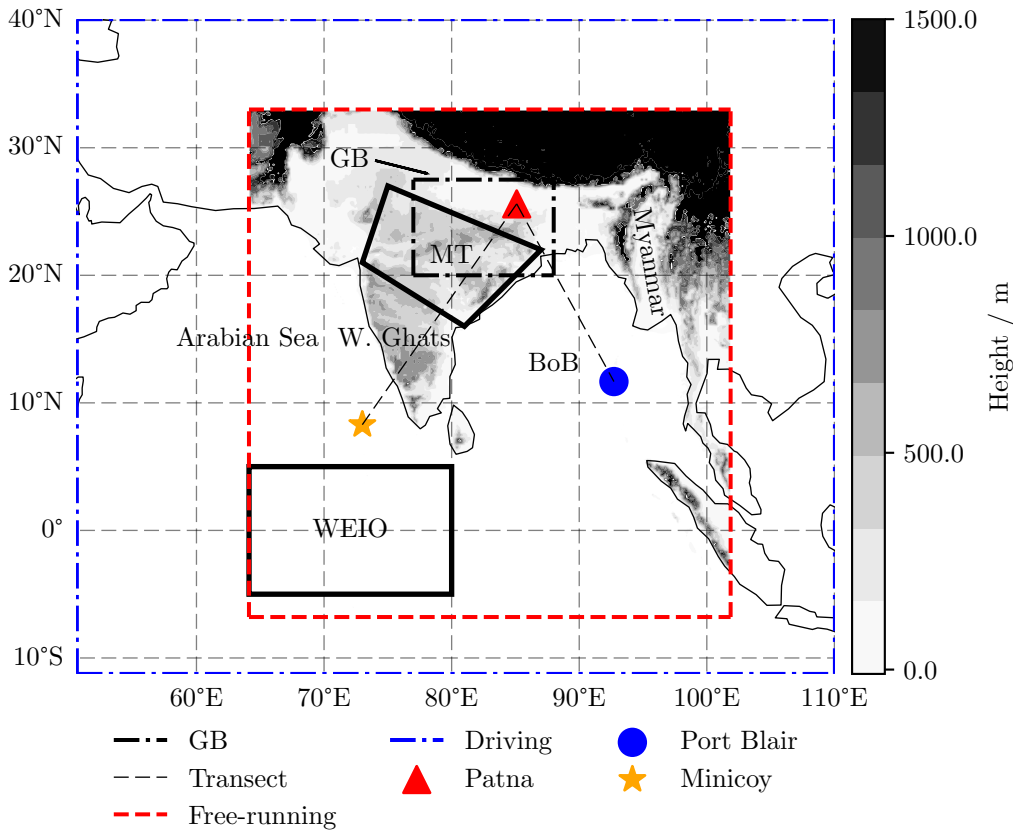 40°N
30°N
20°N
10°N
0°
10°S
60°E
70°E
80°E
90°E
100°E
110°E
GB
MT
Myanmar
Arabian Sea
W. Ghats
BoB
WEIO
1500.0
1000.0
500.0
0.0
Height / m
GB
Driving
Port Blair
Transect
Patna
Minicoy
Free-running